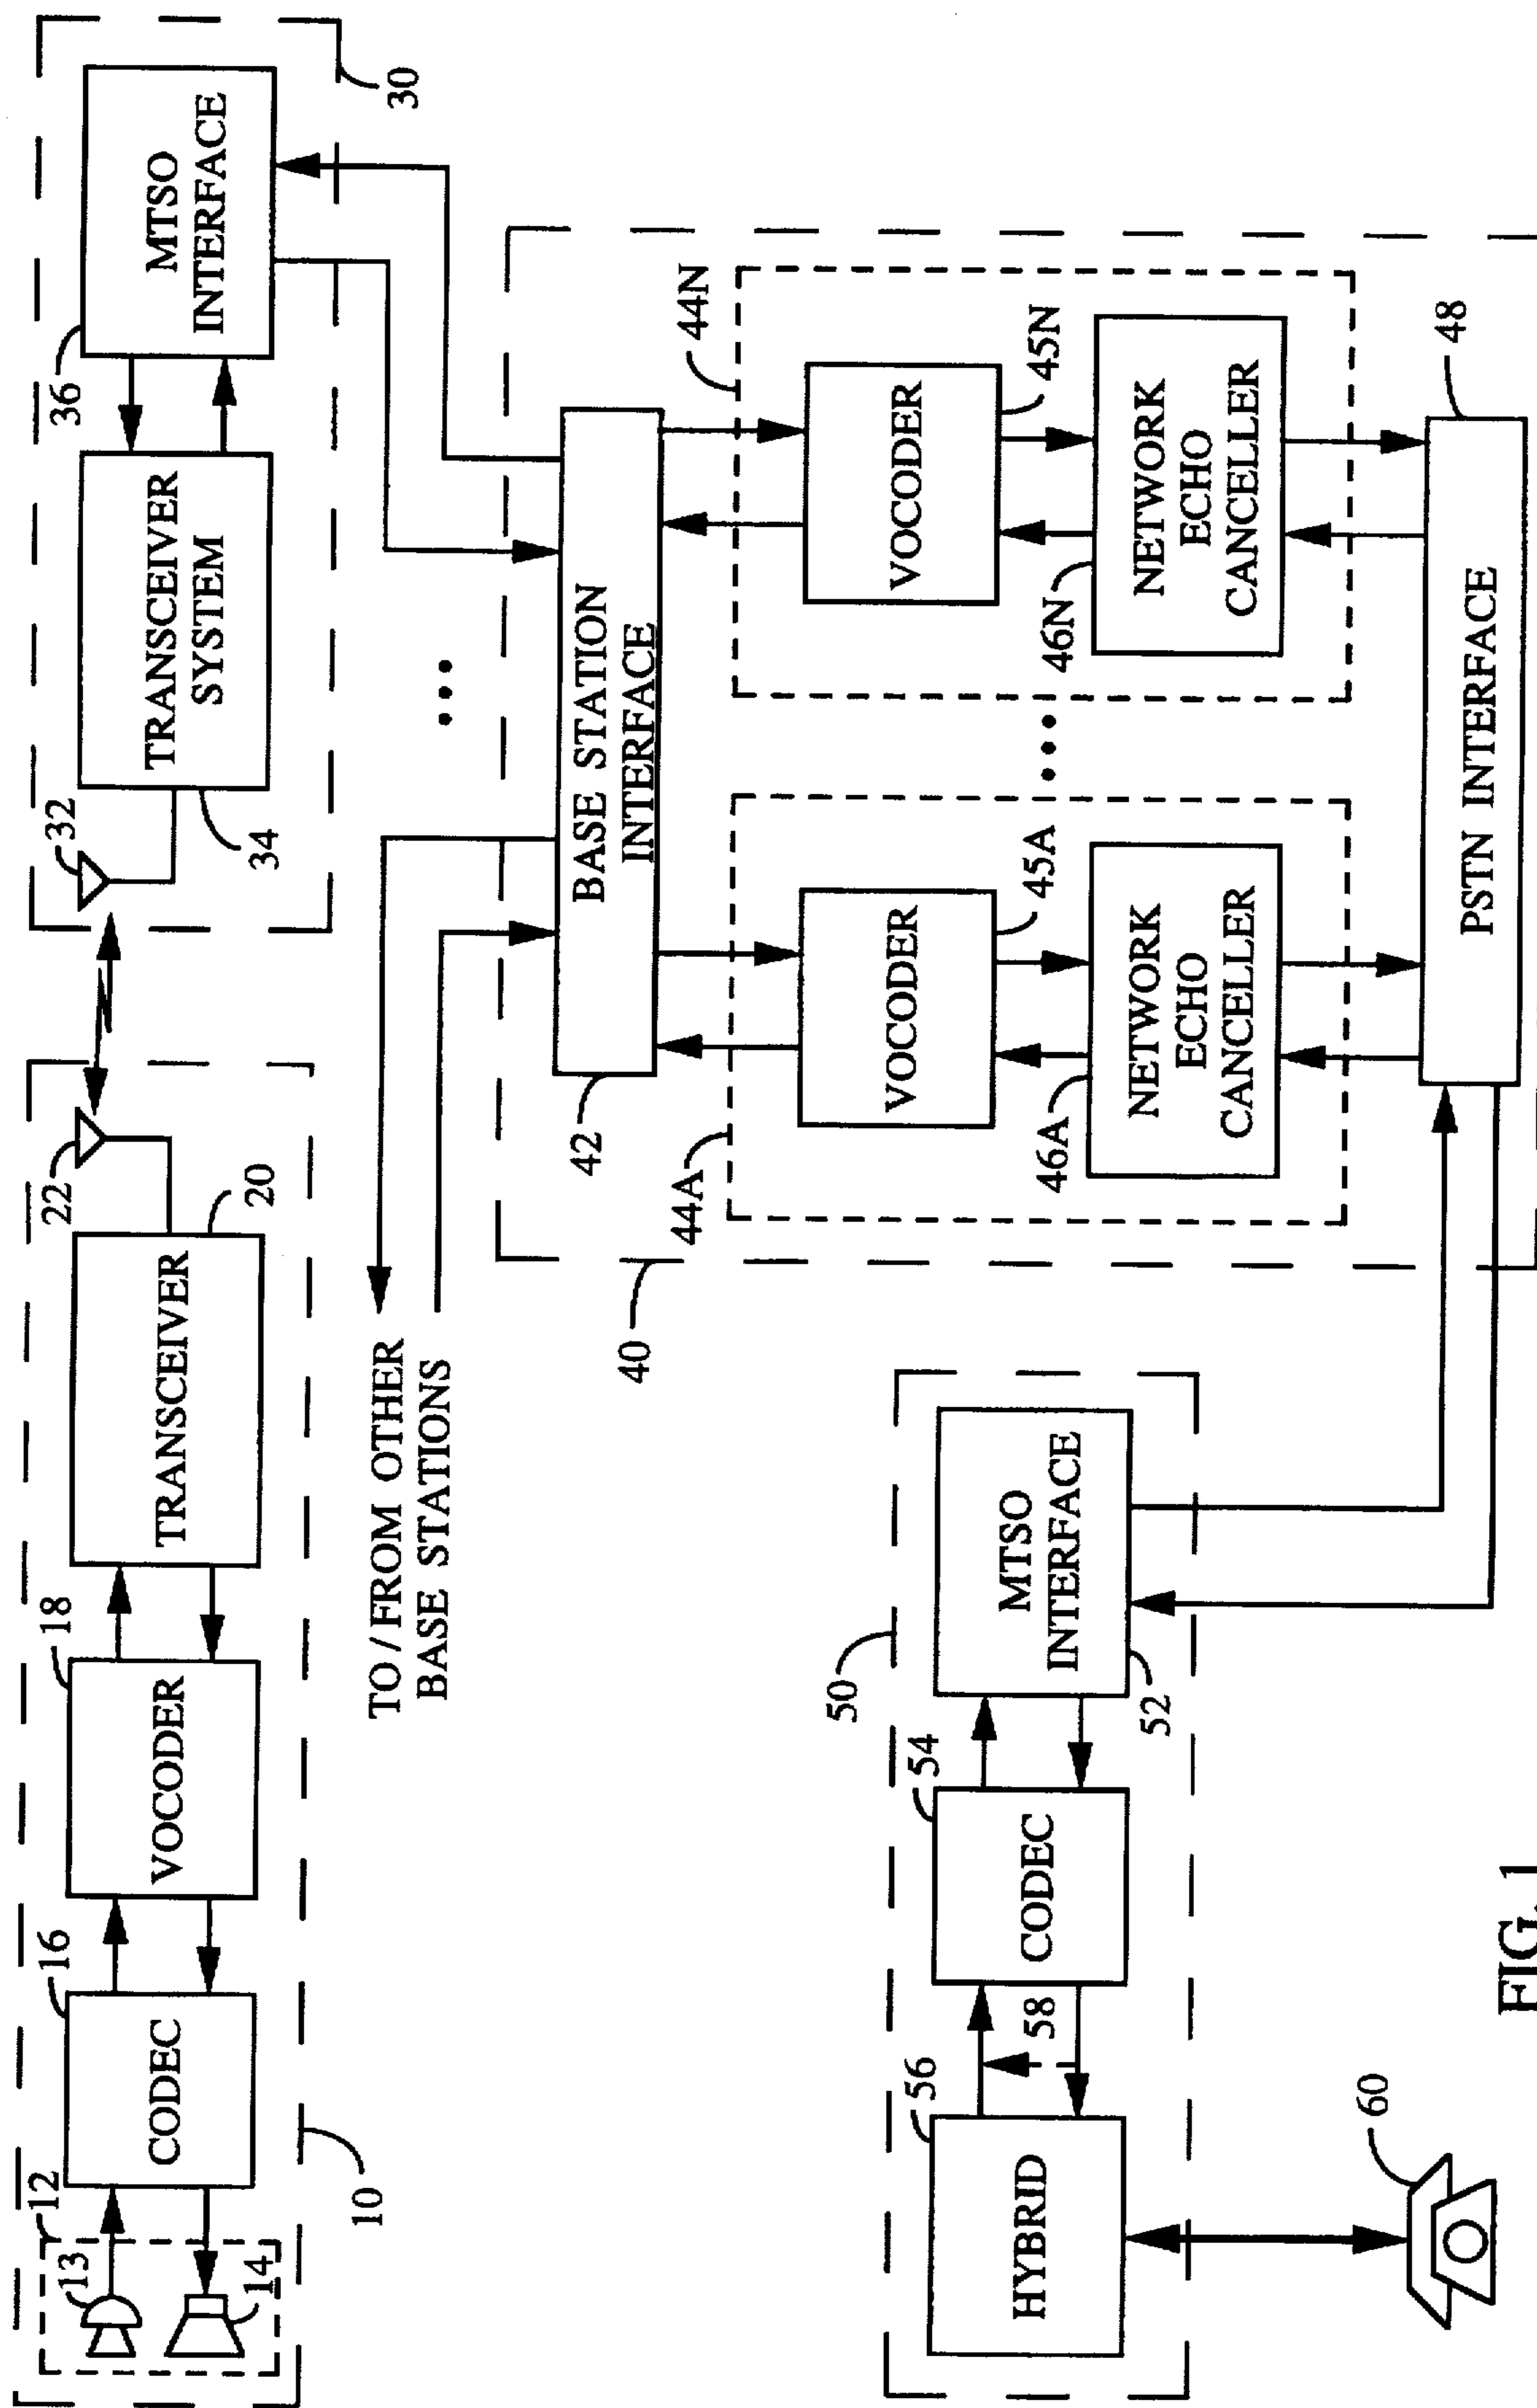 12
13
14
10
CODEC
16
VOCODER
18
TRANSCEIVER
20
22
32
34
TRANSCEIVER
SYSTEM
36
MTSO
INTERFACE
30
TO / FROM OTHER
BASE STATIONS
40
42
BASE STATION
INTERFACE
44A
VOCODER
45A
46A
NETWORK
ECHO
CANCELLER
44N
VOCODER
45N
46N
NETWORK
ECHO
CANCELLER
PSTN INTERFACE
48
50
HYBRID
56
58
CODEC
54
MTSO
INTERFACE
52
60
FIG. 1